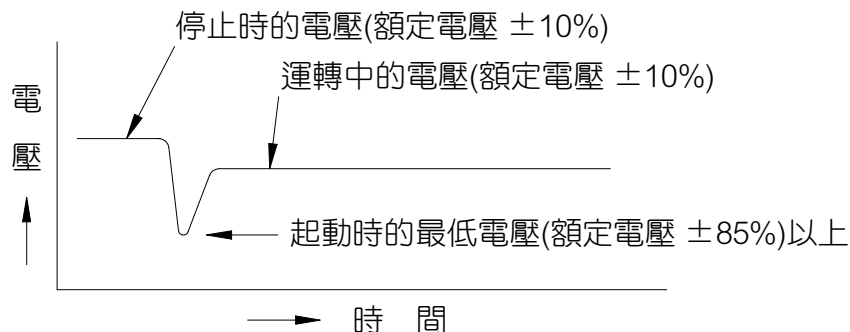 停止時的電壓(額定電壓 ±10%)
運轉中的電壓(額定電壓 ±10%)
電壓
起動時的最低電壓(額定電壓 ±85%)以上
時 間